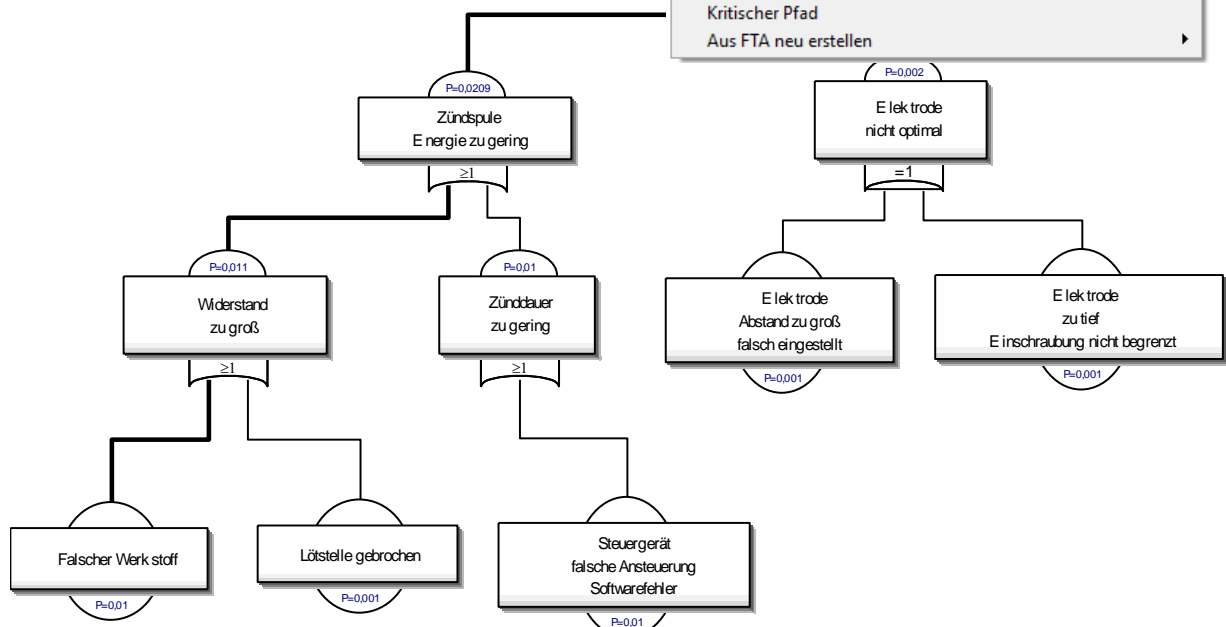 Kritischer Pfad
Aus FTA neu erstellen
P=0,0209
Zündspule
Energie zu gering
≥1
P=0,002
Elektrode
nicht optimal
=1
P=0,011
Widerstand
zu groß
≥1
P=0,01
Zünddauer
zu gering
≥1
Elektrode
Abstand zu groß
falsch eingestellt
P=0,001
Elektrode
zu tief
Einschraubung nicht begrenzt
P=0,001
Falscher Werkstoff
P=0,01
Lötstelle gebrochen
P=0,001
Steuergerät
falsche Ansteuerung
Softwarefehler
P=0,01